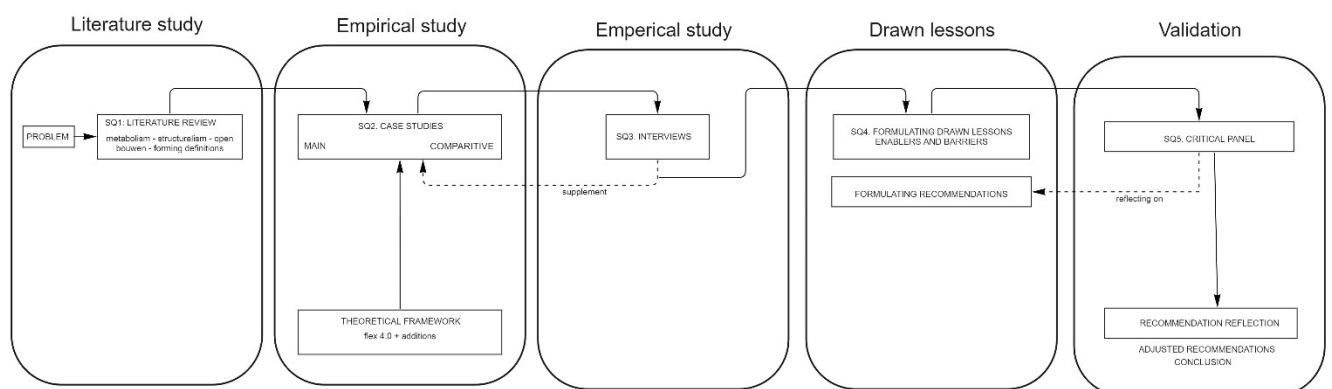 Literature study
Empirical study
Emperical study
Drawn lessons
Validation
PROBLEM
SQ1: LITERATURE REVIEW
metabolism - structuralism - open
bouwen - forming definitions
SQ2. CASE STUDIES
MAIN
COMPARITIVE
supplement
THEORETICAL FRAMEWORK
flex 4.0 + additions
SQ3. INTERVIEWS
SQ4. FORMULATING DRAWN LESSONS
ENABLERS AND BARRIERS
FORMULATING RECOMMENDATIONS
SQ5. CRITICAL PANEL
reflecting on
RECOMMENDATION REFLECTION
ADJUSTED RECOMMENDATIONS
CONCLUSION